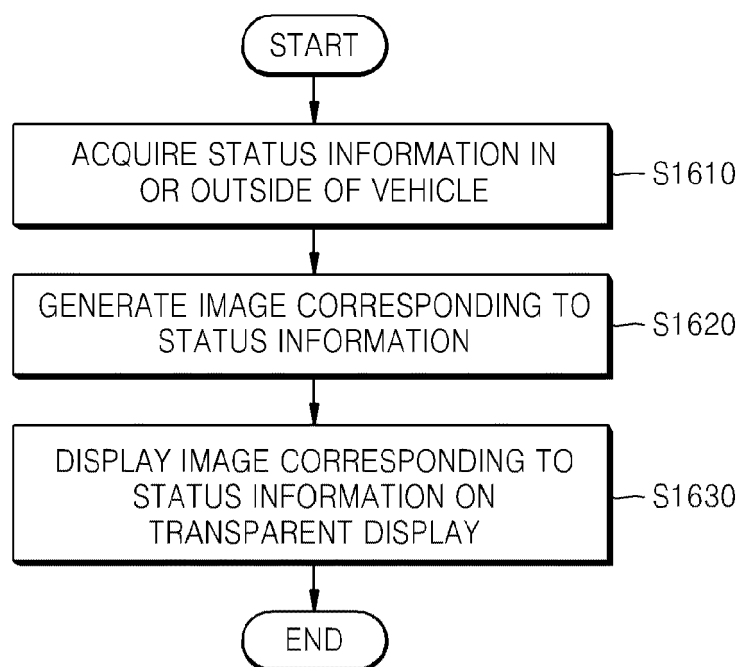 START
ACQUIRE STATUS INFORMATION IN
OR OUTSIDE OF VEHICLE
S1610
GENERATE IMAGE CORRESPONDING TO
STATUS INFORMATION
S1620
DISPLAY IMAGE CORRESPONDING TO
STATUS INFORMATION ON
TRANSPARENT DISPLAY
S1630
END